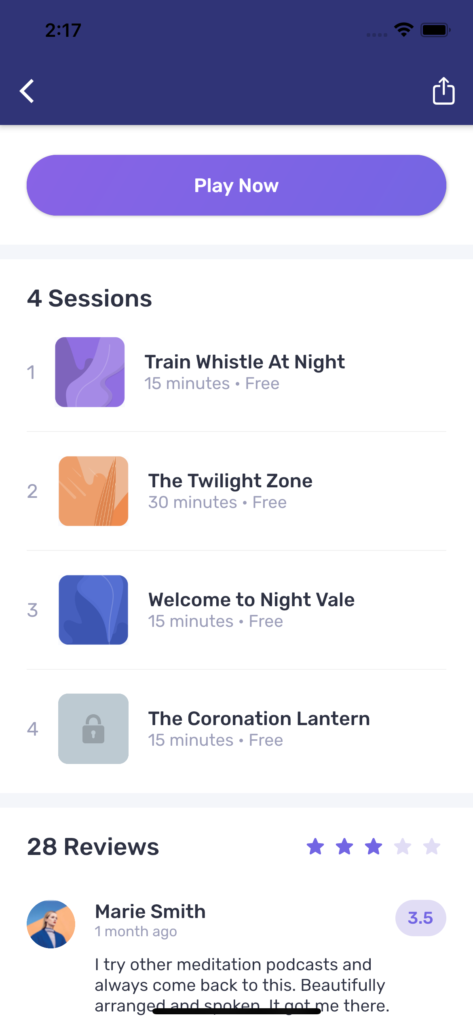 2:17
Play Now
4 Sessions
1
Train Whistle At Night
15 minutes • Free
2
The Twilight Zone
30 minutes • Free
3
Welcome to Night Vale
15 minutes • Free
4
The Coronation Lantern
15 minutes • Free
28 Reviews
Marie Smith
3.5
1 month ago
I try other meditation podcasts and
always come back to this. Beautifully
arranged and spoken. It got me there.